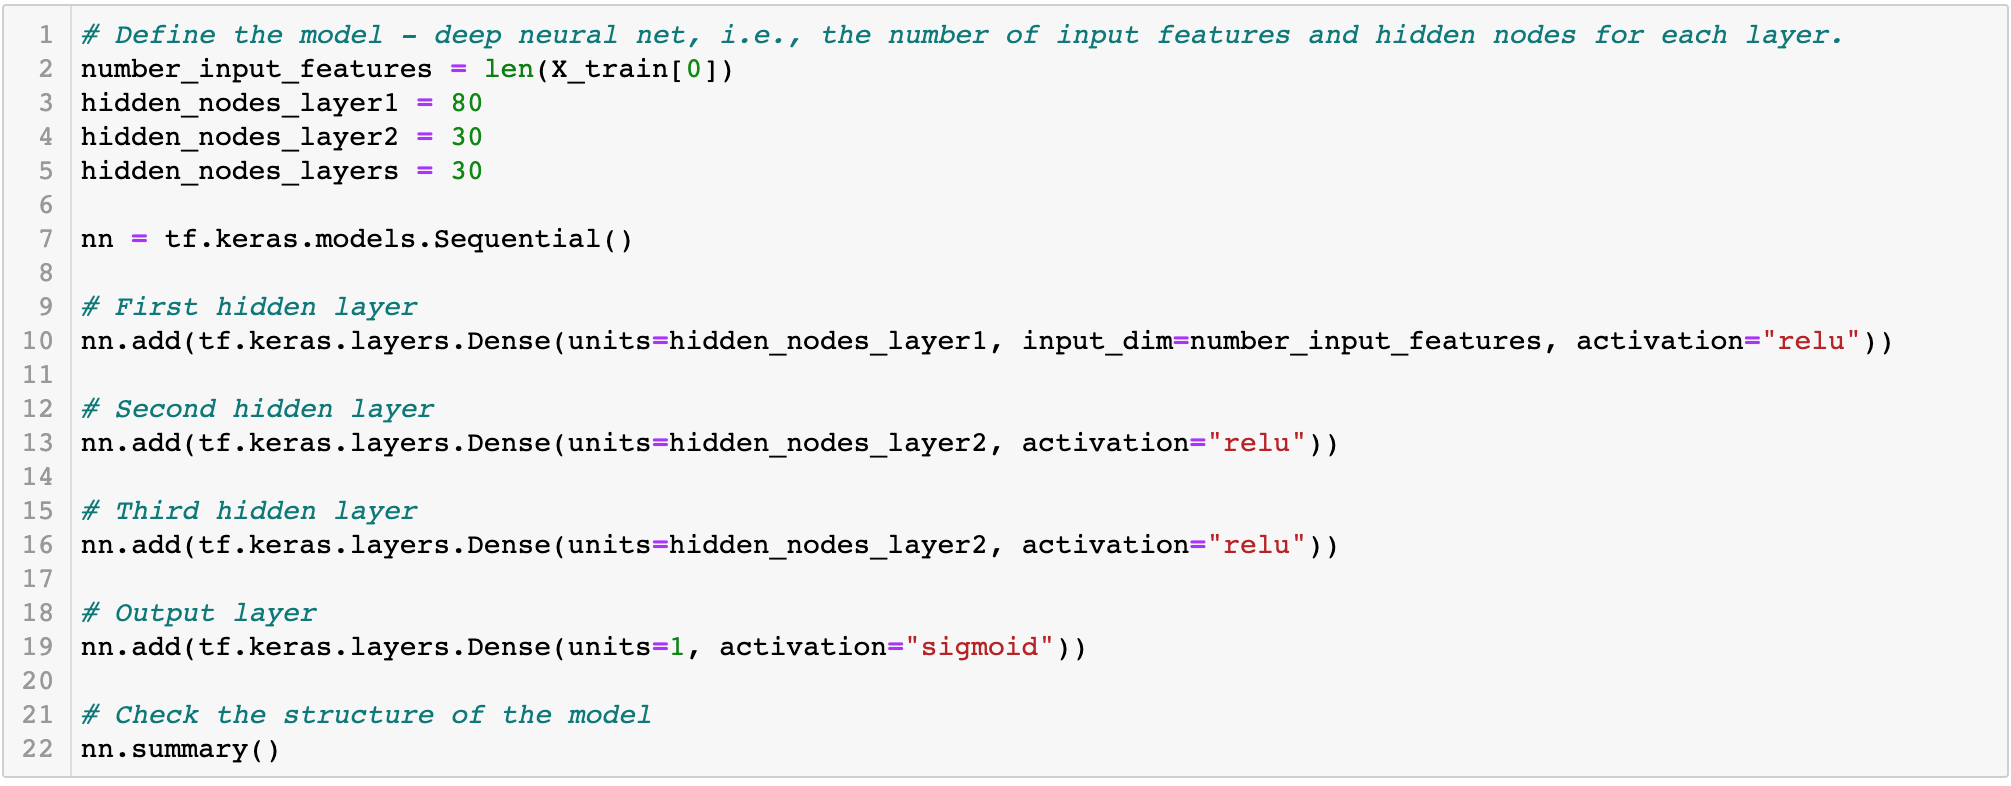 1 # Define the model - deep neural net, i.e., the number of input features and hidden nodes for each layer.
2 number_input_features = len(X_train[0])
3 hidden_nodes_layer1 = 80
4 hidden_nodes_layer2 = 30
5 hidden_nodes_layers = 30
6
7 nn = tf.keras.models.Sequential()
8
9 # First hidden layer
10 nn.add(tf.keras.layers.Dense(units=hidden_nodes_layer1, input_dim=number_input_features, activation="relu"))
11
12 # Second hidden layer
13 nn.add(tf.keras.layers.Dense(units=hidden_nodes_layer2, activation="relu"))
14
15 # Third hidden layer
16 nn.add(tf.keras.layers.Dense(units=hidden_nodes_layer2, activation="relu"))
17
18 # Output layer
19 nn.add(tf.keras.layers.Dense(units=1, activation="sigmoid"))
20
21 # Check the structure of the model
22 nn.summary()